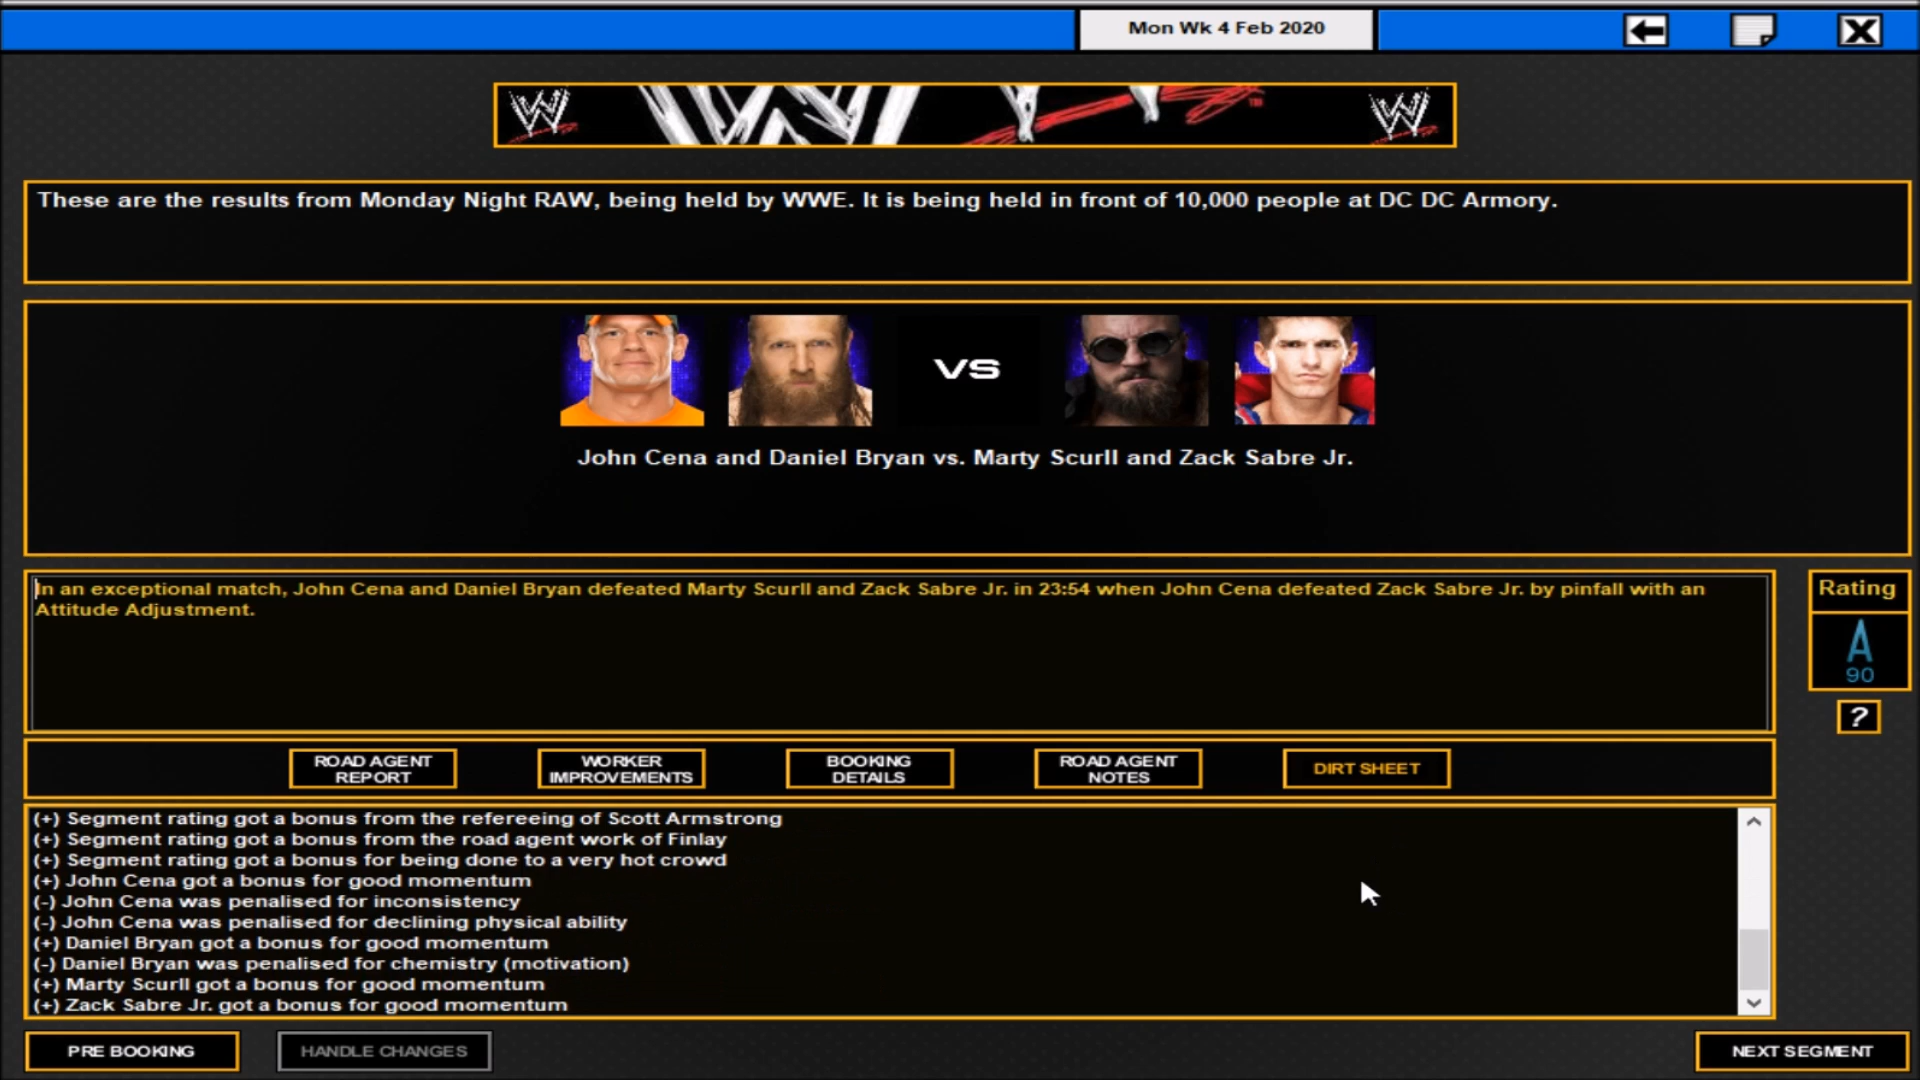 Mon Wk 4 Feb 2020
These are the results from Monday Night RAW, being held by WWE. It is being held in front of 10,000 people at DC DC Armory.
VS
John Cena and Daniel Bryan vs. Marty Scurll and Zack Sabre Jr.
In an exceptional match, John Cena and Daniel Bryan defeated Marty Scurll and Zack Sabre Jr. in 23:54 when John Cena defeated Zack Sabre Jr. by pinfall with an
Attitude Adjustment.
Rating
A
90
?
ROAD AGENT
REPORT
WORKER
IMPROVEMENTS
BOOKING
DETAILS
ROAD AGENT
NOTES
DIRT SHEET
(+) Segment rating got a bonus from the refereeing of Scott Armstrong
(+) Segment rating got a bonus from the road agent work of Finlay
(+) Segment rating got a bonus for being done to a very hot crowd
(+) John Cena got a bonus for good momentum
(-) John Cena was penalised for inconsistency
(-) John Cena was penalised for declining physical ability
(+) Daniel Bryan got a bonus for good momentum
(-) Daniel Bryan was penalised for chemistry (motivation)
(+) Marty Scurll got a bonus for good momentum
(+) Zack Sabre Jr. got a bonus for good momentum
PRE BOOKING
HANDLE CHANGES
NEXT SEGMENT